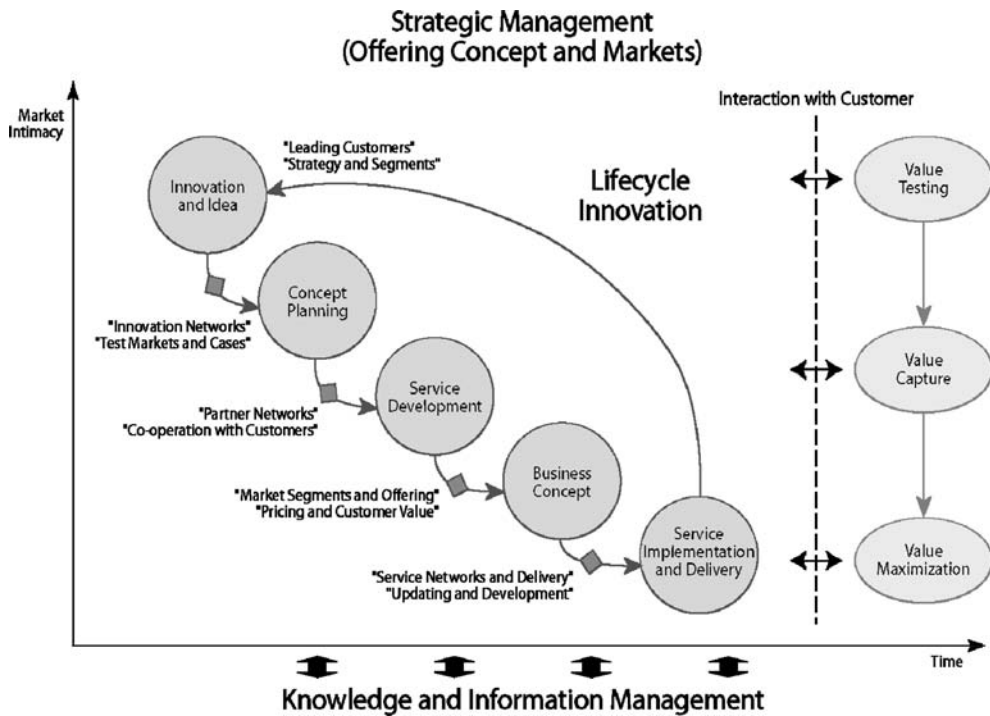 Strategic Management
(Offering Concept and Markets)
Market
Intimacy
Interaction with Customer
"Leading Customers"
"Strategy and Segments"
Innovation
and Idea
Lifecycle
Innovation
Value
Testing
Concept
Planning
"Innovation Networks"
"Test Markets and Cases"
Service
Development
Value
Capture
"Partner Networks"
"Co-operation with Customers"
Business
Concept
"Market Segments and Offering"
"Pricing and Customer Value"
Service
Implementation
and Delivery
Value
Maximization
"Service Networks and Delivery"
"Updating and Development"
Time
Knowledge and Information Management